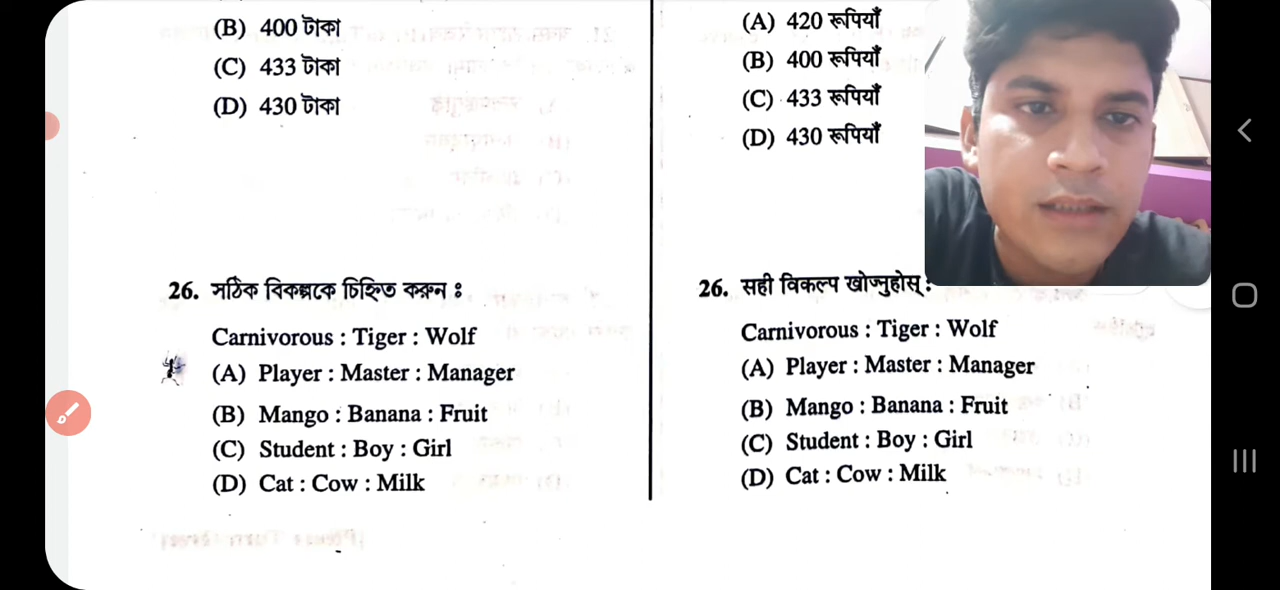 (B) 400 টাকা
(C) 433 টাকা
(D) 430 টাকা
26. সঠিক বিকল্পকে চিহ্নিত করুন ঃ
Carnivorous : Tiger : Wolf
(A) Player : Master : Manager
(B) Mango : Banana : Fruit
(C) Student : Boy : Girl
(D) Cat : Cow : Milk
(A) 420 রূপিয়াঁ
(B) 400 রূপিয়াঁ
(C) 433 রূপিয়াঁ
(D) 430 রূপিয়াঁ
26. सही विकल्प खोज्नुहोस् :
Carnivorous : Tiger : Wolf
(A) Player : Master : Manager
(B) Mango : Banana : Fruit
(C) Student : Boy : Girl
(D) Cat : Cow : Milk